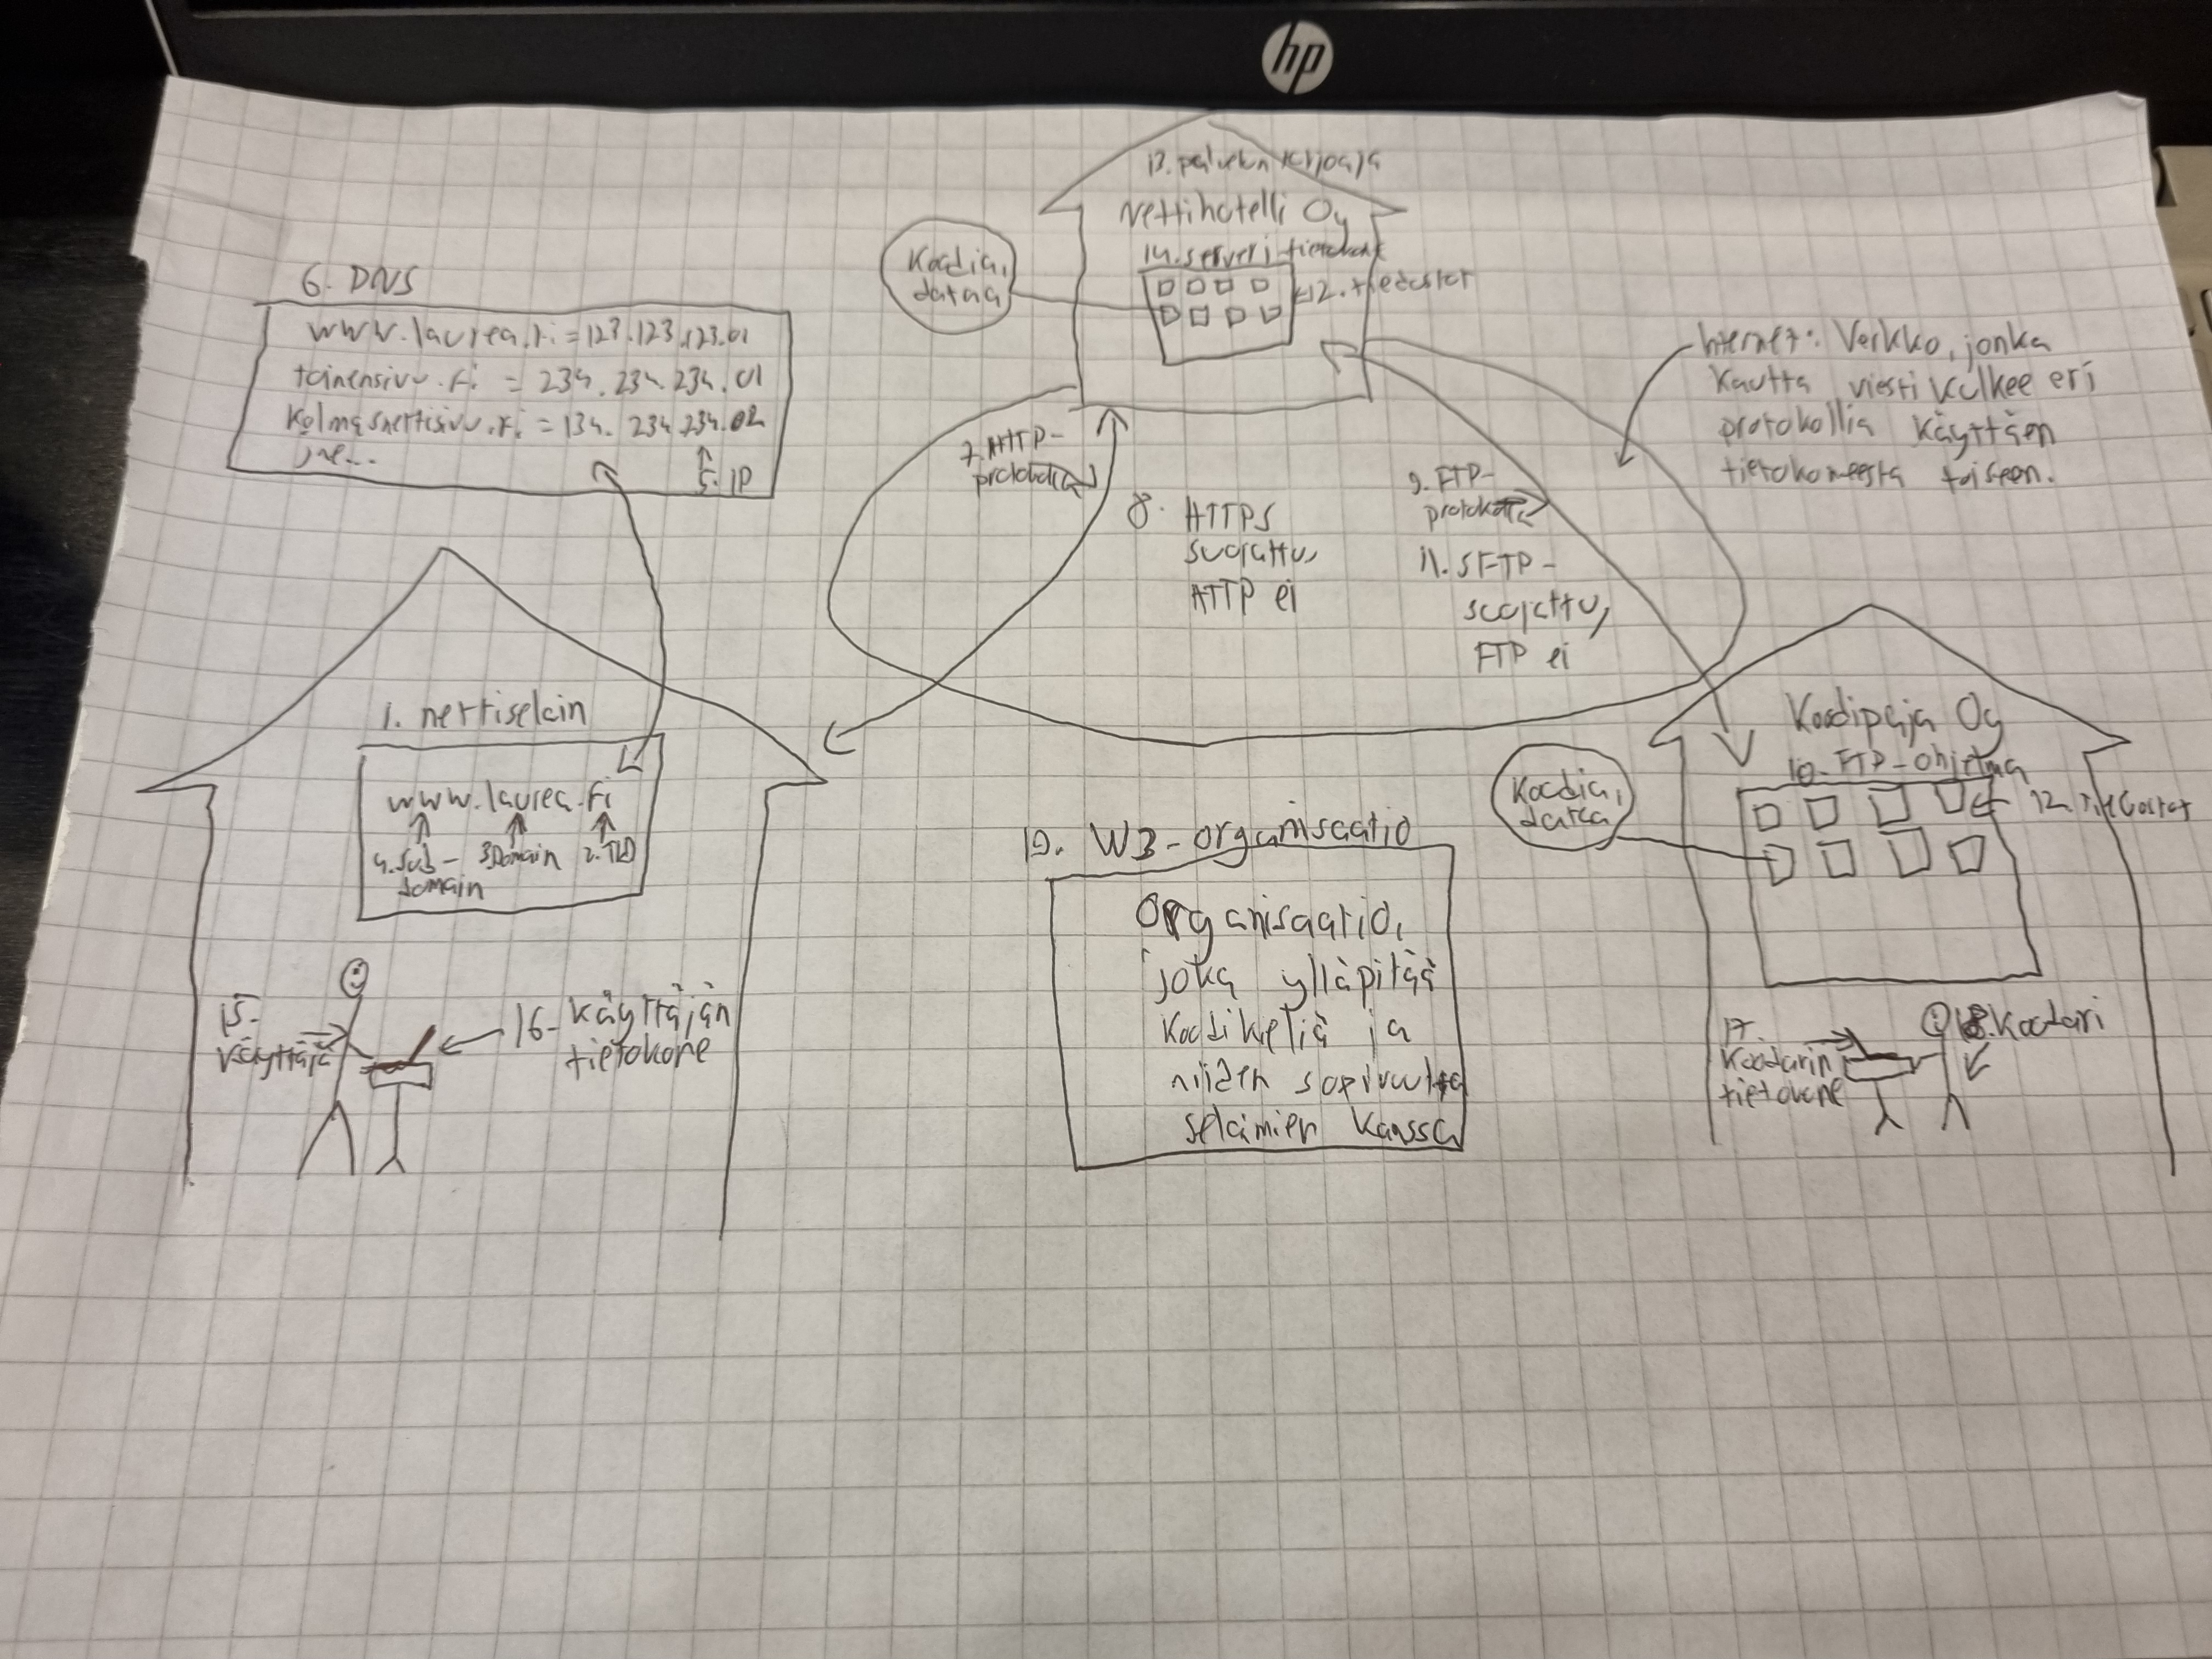 hp
13. palvelun tarjoaja
Nettihotelli Oy
14. serveri tietokone
12. tiedostot
Koodia,
dataa
6. DNS
www.laurea.fi = 123.123.123.01
toinensivu.fi = 234.234.234.01
kolmasnettisivu.fi = 134.234.234.02
jne...
5. IP
Internet: Verkko, jonka
kautta viesti kulkee eri
protokollia käyttäen
tietokoneesta toiseen.
7. HTTP-
protokolla
8. HTTPS
suojattu,
HTTP ei
9. FTP-
protokolla
11. SFTP-
suojattu,
FTP ei
1. nettiselain
www.laurea.fi
4. Sub-
domain
3. Domain
2. TLD
15.
Käyttäjä
16. Käyttäjän
tietokone
19. W3-organisaatio
Organisaatio,
joka ylläpitää
koodikieliä ja
niiden sopivuutta
selaimien kanssa
Koodipaja Oy
10. FTP-ohjelma
12. Tiedostot
Koodia,
dataa
17.
Koodarin
tietokone
18. Koodari